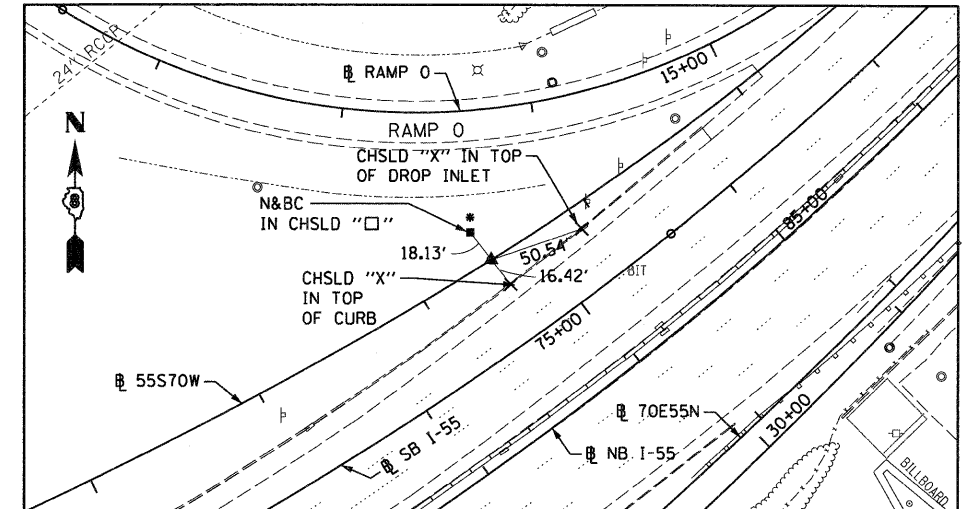 24" RCCP
℄ RAMP O
15+00
N
RAMP O
CHSLD "X" IN TOP
OF DROP INLET
N&BC
IN CHSLD "□"
18.13'
50.54'
16.42'
BIT
85+00
CHSLD "X"
IN TOP
OF CURB
75+00
℄ 55S70W
℄ SB I-55
℄ 70E55N
℄ NB I-55
130+00
BILLBOARD